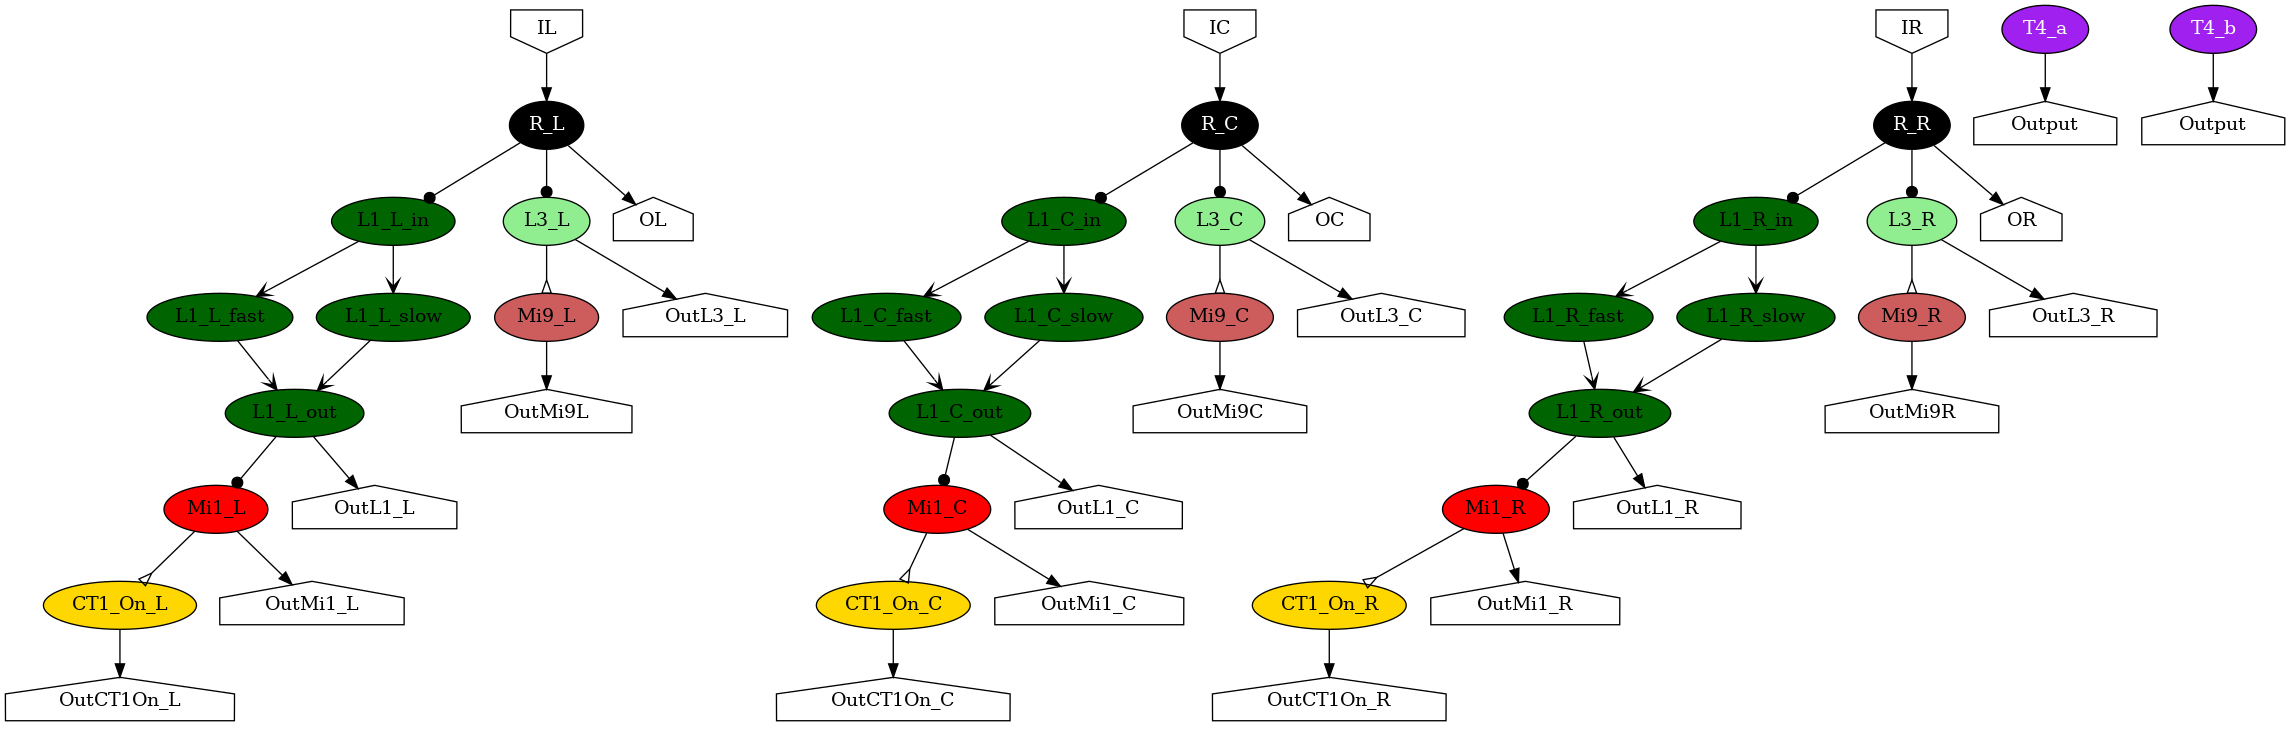 IL
IC
IR
T4_a
T4_b
R_L
R_C
R_R
Output
Output
L1_L_in
L3_L
OL
L1_C_in
L3_C
OC
L1_R_in
L3_R
OR
L1_L_fast
L1_L_slow
Mi9_L
OutL3_L
L1_C_fast
L1_C_slow
Mi9_C
OutL3_C
L1_R_fast
L1_R_slow
Mi9_R
OutL3_R
L1_L_out
OutMi9L
L1_C_out
OutMi9C
L1_R_out
OutMi9R
Mi1_L
OutL1_L
Mi1_C
OutL1_C
Mi1_R
OutL1_R
CT1_On_L
OutMi1_L
CT1_On_C
OutMi1_C
CT1_On_R
OutMi1_R
OutCT1On_L
OutCT1On_C
OutCT1On_R